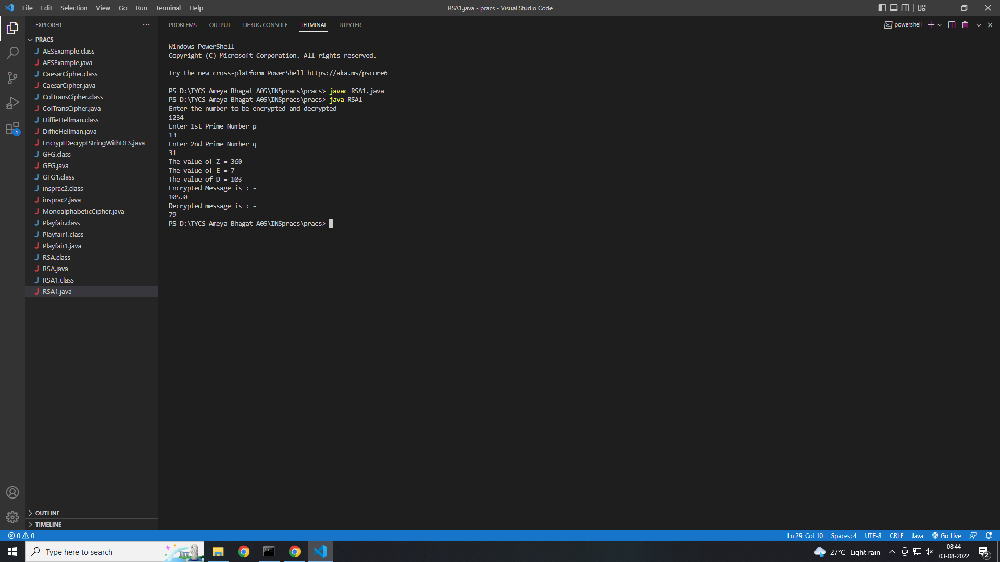 File Edit Selection View Go Run Terminal Help
RSA1.java - pracs - Visual Studio Code
EXPLORER
PRACS
AESExample.class
AESExample.java
CaesarCipher.class
CaesarCipher.java
ColTransCipher.class
ColTransCipher.java
DiffieHellman.class
DiffieHellman.java
EncryptDecryptStringWithDES.java
GFG.class
GFG.java
GFG1.class
insprac2.class
insprac2.java
MonoalphabeticCipher.java
Playfair.class
Playfair1.class
Playfair1.java
RSA.class
RSA.java
RSA1.class
RSA1.java
OUTLINE
TIMELINE
1
PROBLEMS OUTPUT DEBUG CONSOLE TERMINAL JUPYTER
powershell
Windows PowerShell
Copyright (C) Microsoft Corporation. All rights reserved.
Try the new cross-platform PowerShell https://aka.ms/pscore6
PS D:\TYCS Ameya Bhagat A05\INSpracs\pracs> javac RSA1.java
PS D:\TYCS Ameya Bhagat A05\INSpracs\pracs> java RSA1
Enter the number to be encrypted and decrypted
1234
Enter 1st Prime Number p
13
Enter 2nd Prime Number q
31
The value of Z = 360
The value of E = 7
The value of D = 103
Encrypted Message is : -
105.0
Decrypted message is : -
79
PS D:\TYCS Ameya Bhagat A05\INSpracs\pracs>
0 0
Ln 29, Col 10 Spaces: 4 UTF-8 CRLF Java Go Live
Type here to search
27°C Light rain
08:44
03-08-2022
2